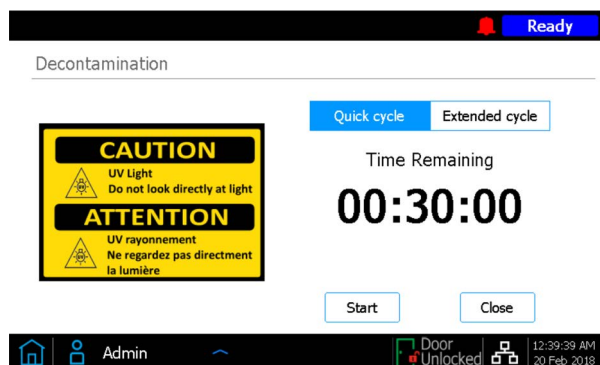 Ready
Decontamination
Quick cycle
Extended cycle
CAUTION
UV Light
Do not look directly at light
ATTENTION
UV rayonnement
Ne regardez pas directment
la lumière
Time Remaining
00:30:00
Start
Close
Admin
Door
Unlocked
12:39:39 AM
20 Feb 2018